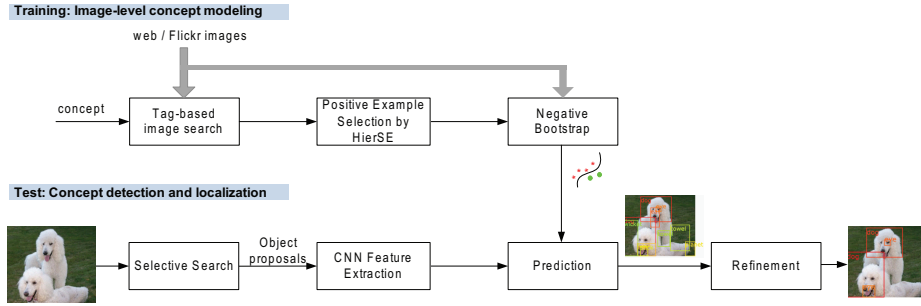 Training: Image-level concept modeling
web / Flickr images
concept
Tag-based
image search
Positive Example
Selection by
HierSE
Negative
Bootstrap
Test: Concept detection and localization
Selective Search
Object
proposals
CNN Feature
Extraction
Prediction
Refinement